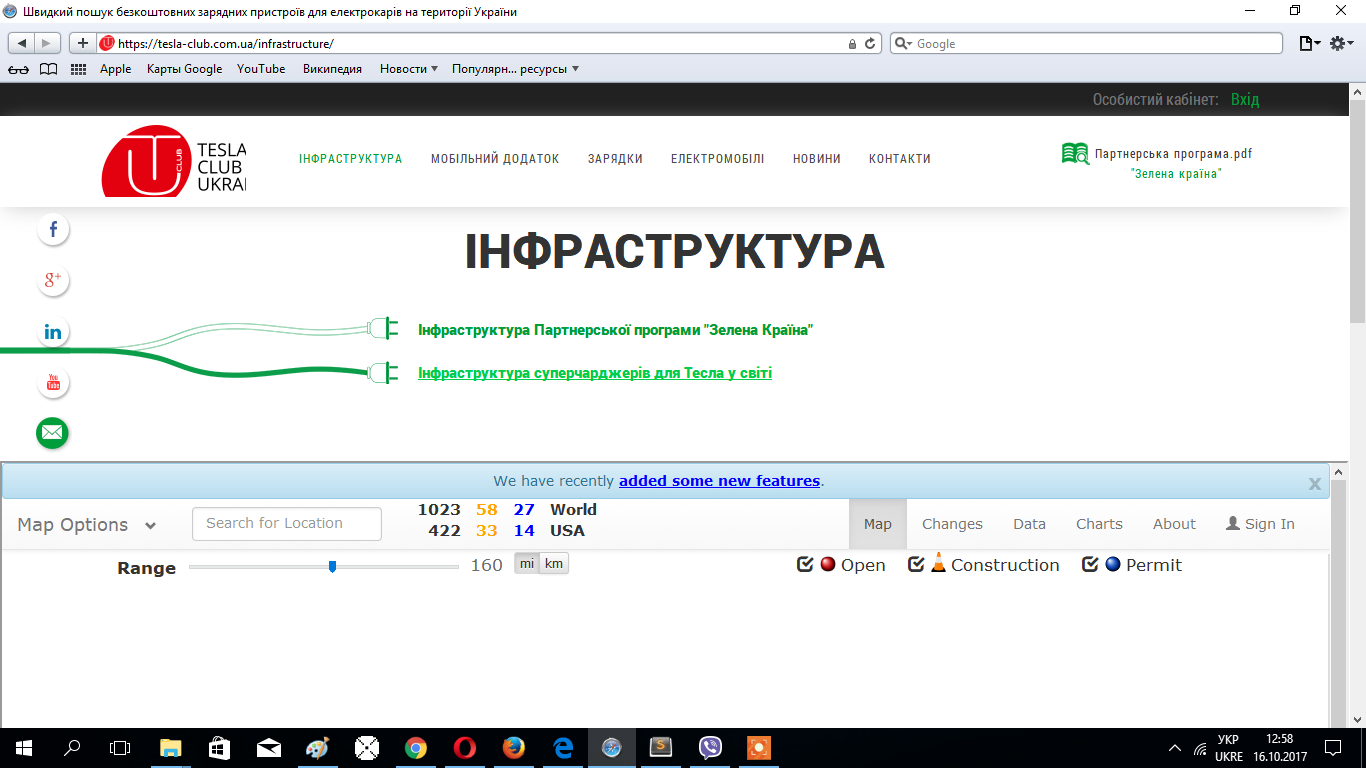 Швидкий пошук безкоштовних зарядних пристроїв для електрокарів на території України
https://tesla-club.com.ua/infrastructure/
Google
Apple Карты Google YouTube Википедия Новости Популярн... ресурсы
Особистий кабінет: Вхід
TESLA
CLUB
UKRAI
CLUB
ІНФРАСТРУКТУРА МОБІЛЬНИЙ ДОДАТОК ЗАРЯДКИ ЕЛЕКТРОМОБІЛІ НОВИНИ КОНТАКТИ
Партнерська програма.pdf
"Зелена країна"
f
g+
in
You Tube
ІНФРАСТРУКТУРА
Інфраструктура Партнерської програми "Зелена Країна"
Інфраструктура суперчарджерів для Тесла у світі
We have recently added some new features. x
Map Options Search for Location
1023 58 27 World
422 33 14 USA
Map Changes Data Charts About Sign In
Range 160 mi km Open Construction Permit
УКР 12:58
UKRE 16.10.2017